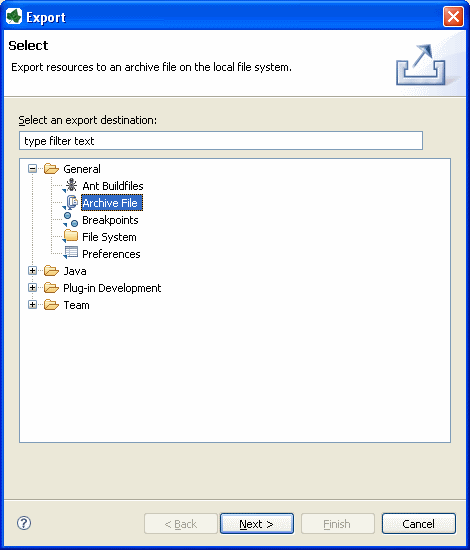 Export
Select
Export resources to an archive file on the local file system.
Select an export destination:
type filter text
General
Ant Buildfiles
Archive File
Breakpoints
File System
Preferences
Java
Plug-in Development
Team
? < Back Next > Finish Cancel